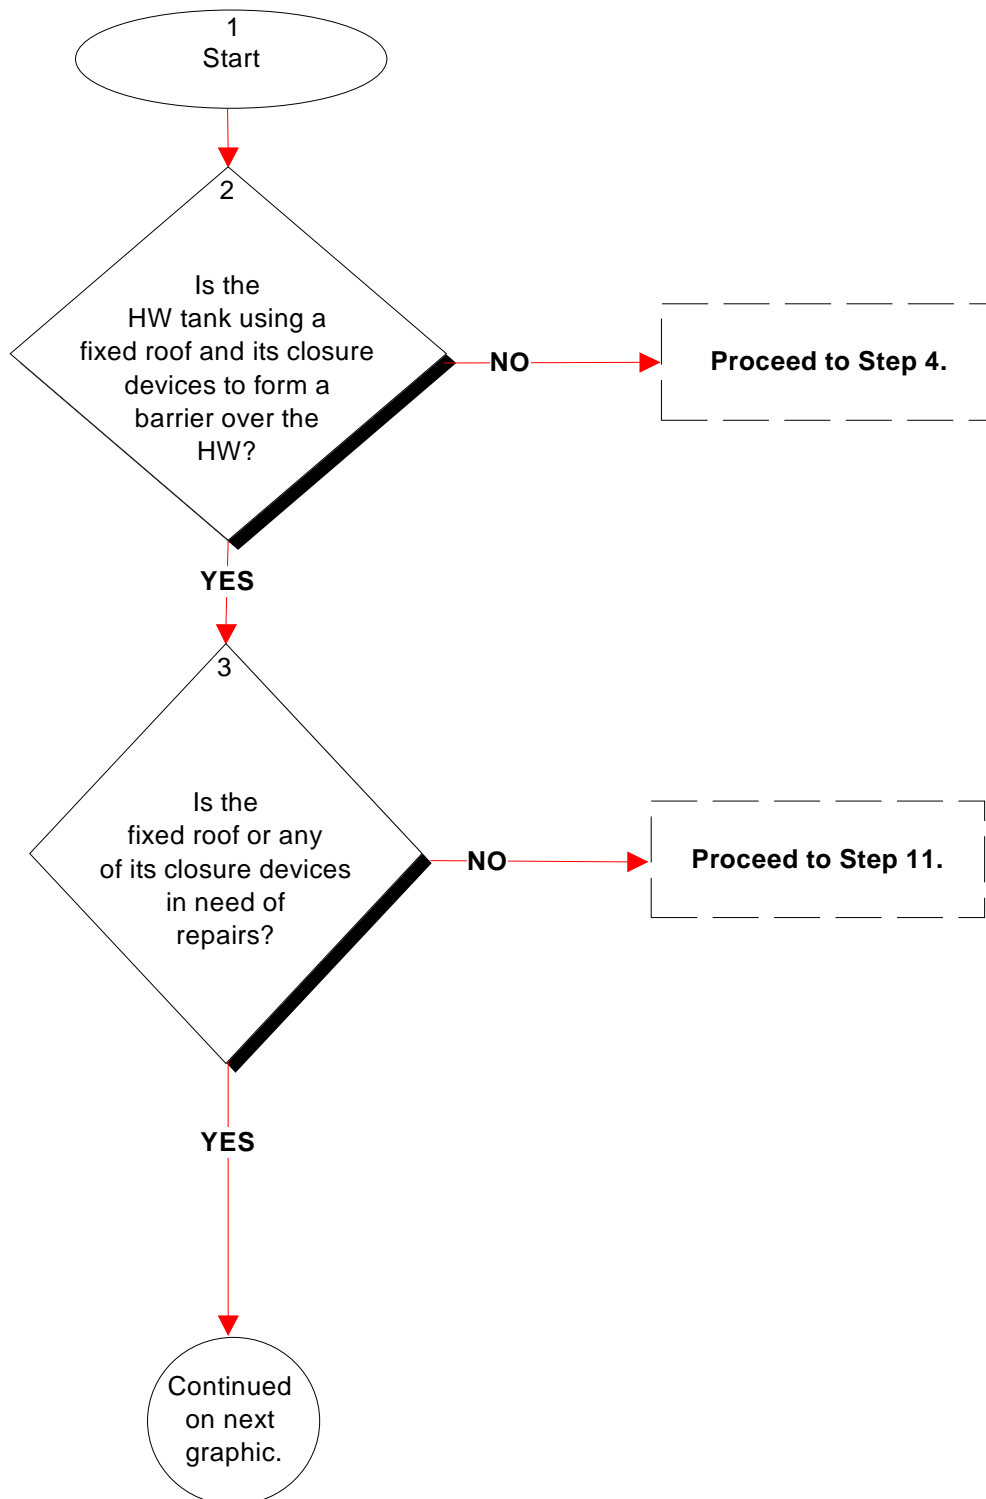 1
Start
2
Is the
HW tank using a
fixed roof and its closure
devices to form a
barrier over the
HW?
NO
Proceed to Step 4.
YES
3
Is the
fixed roof or any
of its closure devices
in need of
repairs?
NO
Proceed to Step 11.
YES
Continued
on next
graphic.